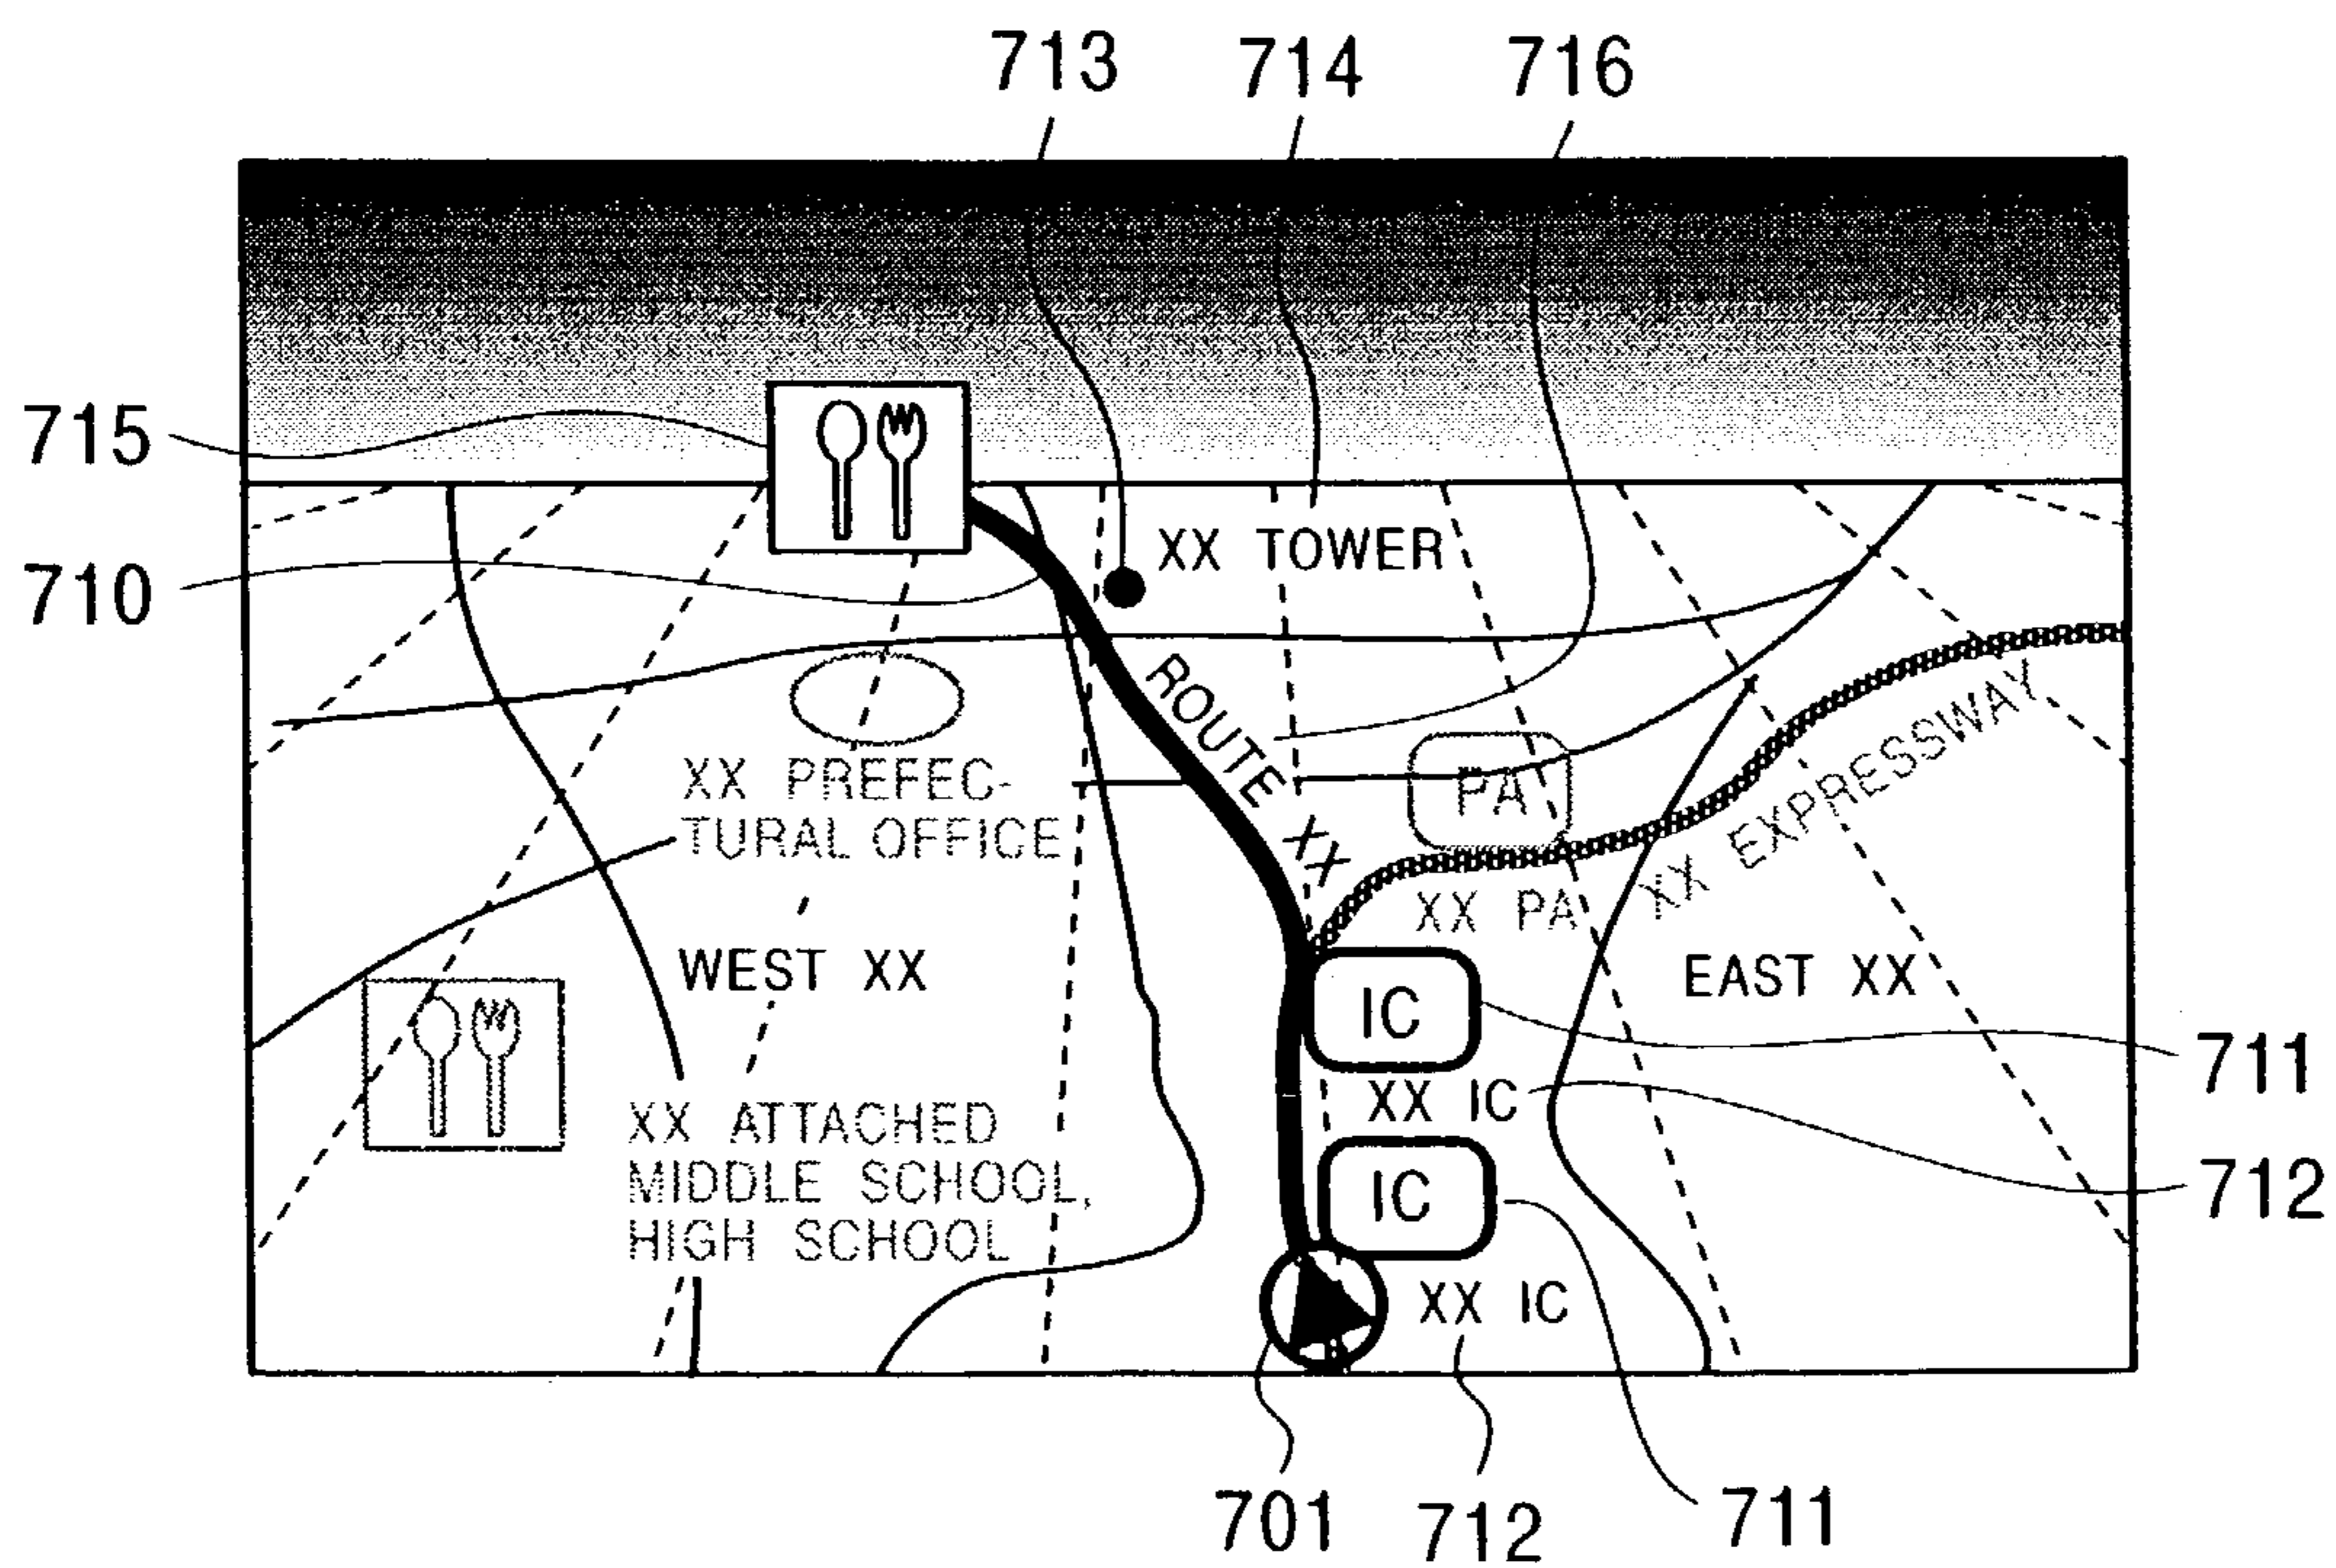 713 714 716
715
710
XX TOWER
ROUTE XX
XX PREFEC-
TURAL OFFICE
PA
XX PA
XX EXPRESSWAY
WEST XX
EAST XX
IC
711
XX IC
712
XX ATTACHED
MIDDLE SCHOOL,
HIGH SCHOOL
IC
XX IC
701 712 711